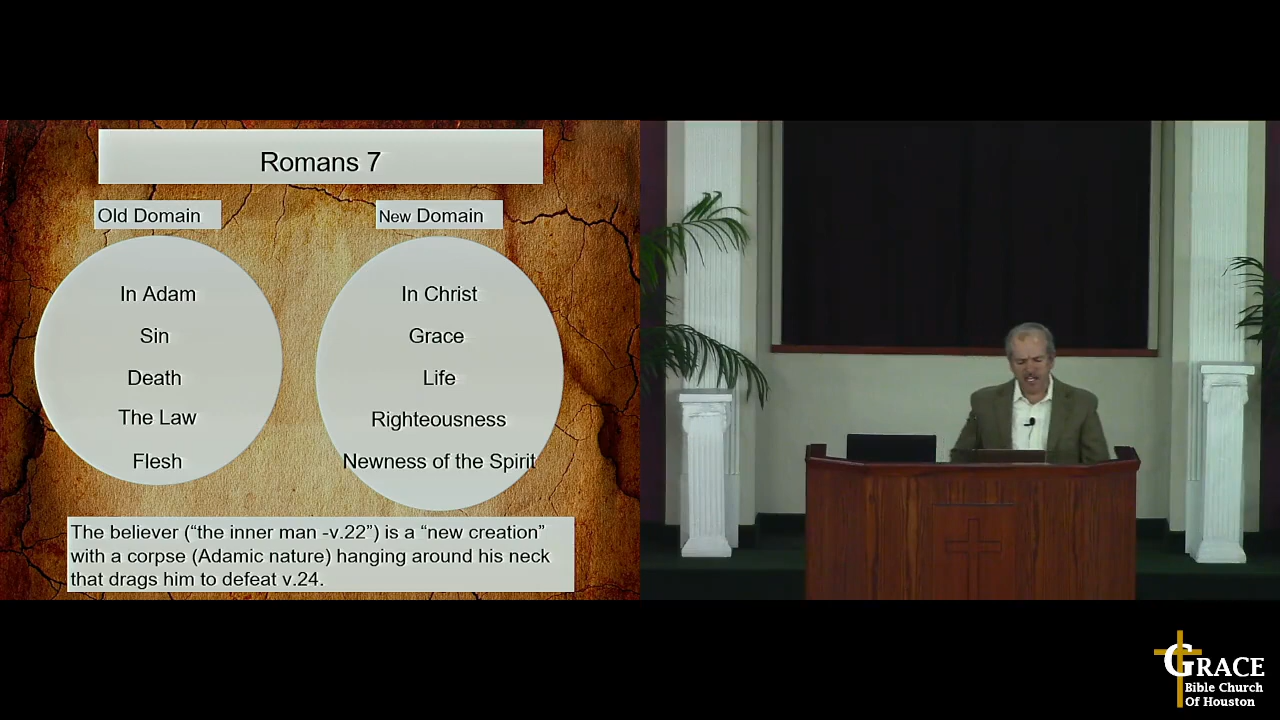 Romans 7
Old Domain
New Domain
In Adam
Sin
Death
The Law
Flesh
In Christ
Grace
Life
Righteousness
Newness of the Spirit
The believer (“the inner man -v.22”) is a “new creation”
with a corpse (Adamic nature) hanging around his neck
that drags him to defeat v.24.
GRACE
Bible Church
Of Houston